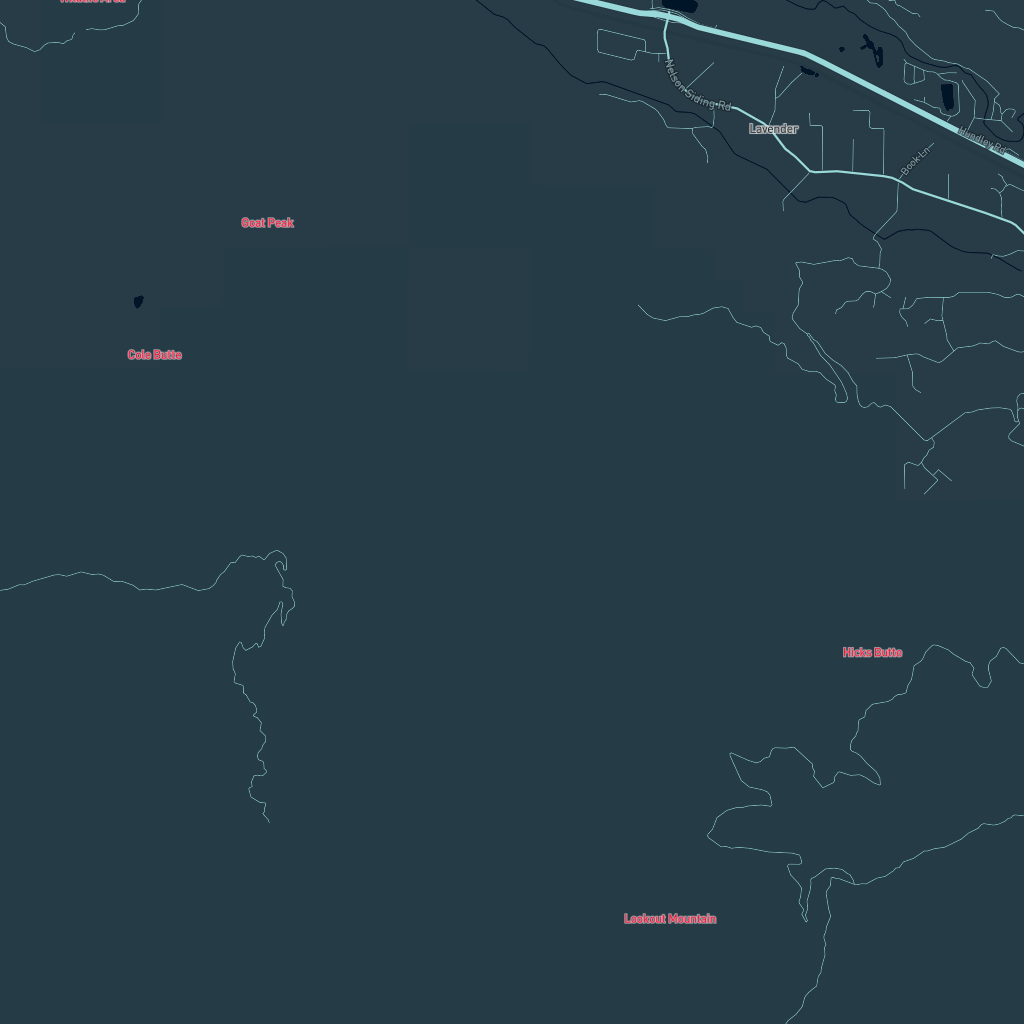 Nelson Siding Rd
Lavender
Hundley Rd
Book Ln
Goat Peak
Cole Butte
Hicks Butte
Lookout Mountain